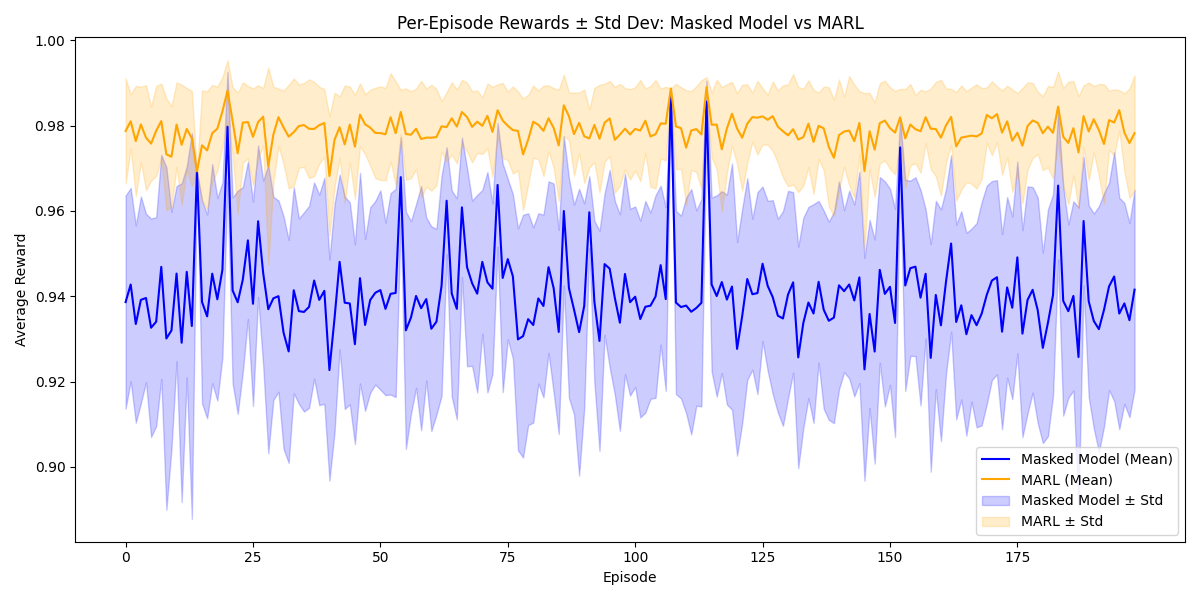 Per-Episode Rewards ± Std Dev: Masked Model vs MARL
1.00
0.98
0.96
0.94
0.92
0.90
Average Reward
0 25 50 75 100 125 150 175
Episode
Masked Model (Mean)
MARL (Mean)
Masked Model ± Std
MARL ± Std